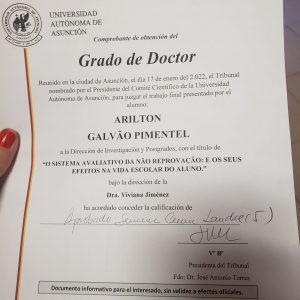 UNIVERSIDAD
AUTÓNOMA DE
ASUNCIÓN
Comprobante de obtención del
Grado de Doctor
Reunido en la ciudad de Asunción, el día 17 de enero del 2.022, el Tribunal
nombrado por el Presidente del Comité Científico de la Universidad
Autónoma de Asunción, para juzgar el trabajo final presentado por el
alumno:
ARILTON
GALVÃO PIMENTEL
a la Dirección de Investigación y Postgrados, con el título de
"O SISTEMA AVALIATIVO DA NÃO REPROVAÇÃO: E OS SEUS
EFEITOS NA VIDA ESCOLAR DO ALUNO."
bajo la dirección de la
Dra. Viviana Jiménez
ha acordado conceder la calificación de
(5)
Vº Bº
Presidenta del Tribunal
Fdo: Dr. José Antonio Torres
Documento informativo para el interesado, sin validez a efectos oficiales.